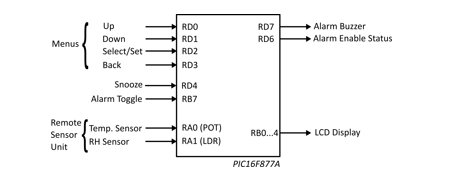 Up RD0 RD7 Alarm Buzzer
Down RD1 RD6 Alarm Enable Status
Menus Select/Set RD2
Back RD3
Snooze RD4
Alarm Toggle RB7
Remote
Sensor
Unit
Temp. Sensor RA0 (POT) RB0...4 LCD Display
RH Sensor RA1 (LDR)
PIC16F877A